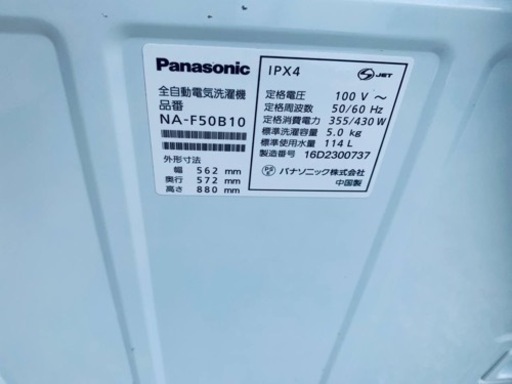 Panasonic
全自動電気洗濯機
品番
NA-F50B10
外形寸法
幅 562 mm
奥行 572 mm
高さ 880 mm
IPX4
JET
定格電圧 100 V ～
定格周波数 50/60 Hz
定格消費電力 355/430 W
標準洗濯容量 5.0 kg
標準使用水量 114 L
製造番号 16D2300737
パナソニック株式会社
中国製